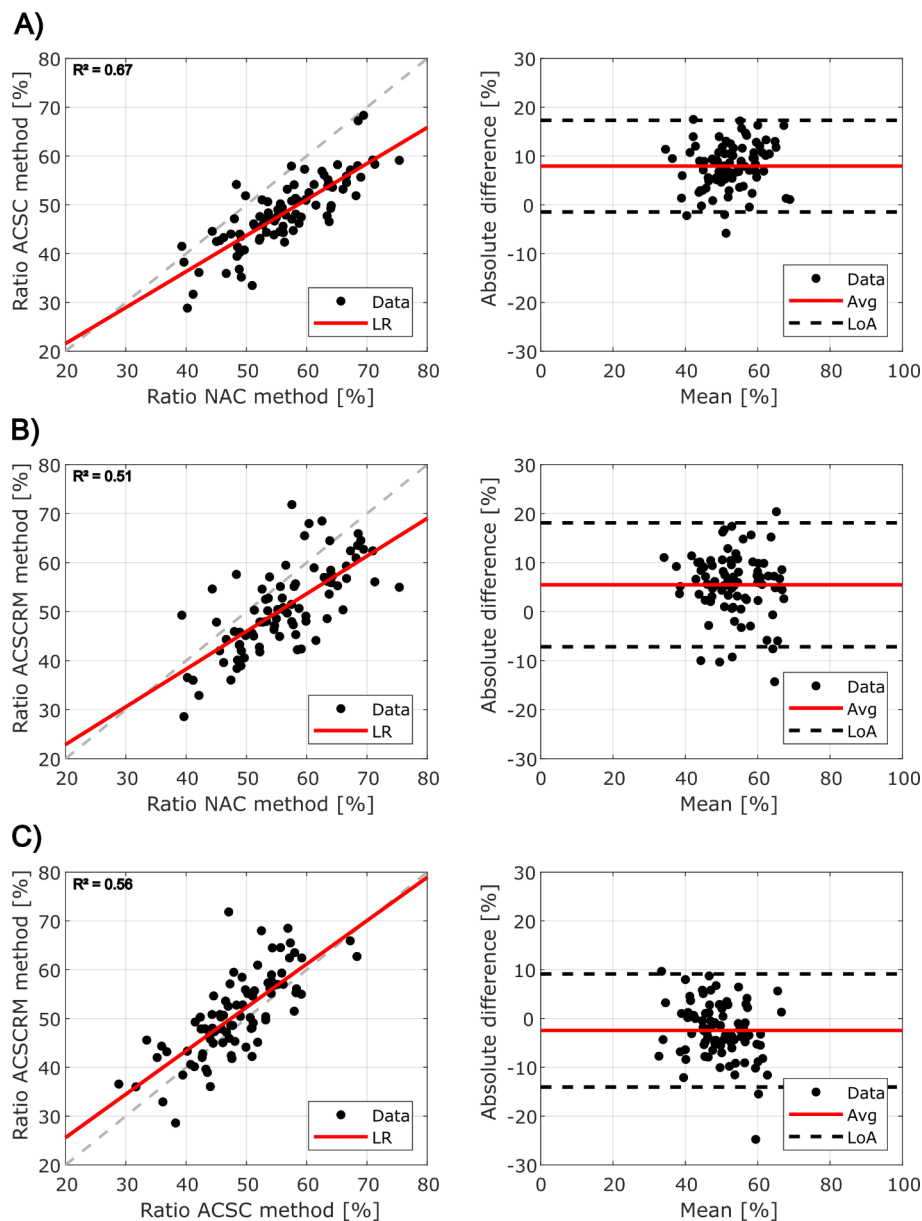 A)
R² = 0.67
Ratio ACSC method [%]
80
70
60
50
40
30
20
20 30 40 50 60 70 80
Ratio NAC method [%]
Data
LR
Absolute difference [%]
30
20
10
0
-10
-20
-30
0 20 40 60 80 100
Mean [%]
Data
Avg
LoA
B)
R² = 0.51
Ratio ACSCRM method [%]
80
70
60
50
40
30
20
20 30 40 50 60 70 80
Ratio NAC method [%]
Data
LR
Absolute difference [%]
30
20
10
0
-10
-20
-30
0 20 40 60 80 100
Mean [%]
Data
Avg
LoA
C)
R² = 0.56
Ratio ACSCRM method [%]
80
70
60
50
40
30
20
20 30 40 50 60 70 80
Ratio ACSC method [%]
Data
LR
Absolute difference [%]
30
20
10
0
-10
-20
-30
0 20 40 60 80 100
Mean [%]
Data
Avg
LoA